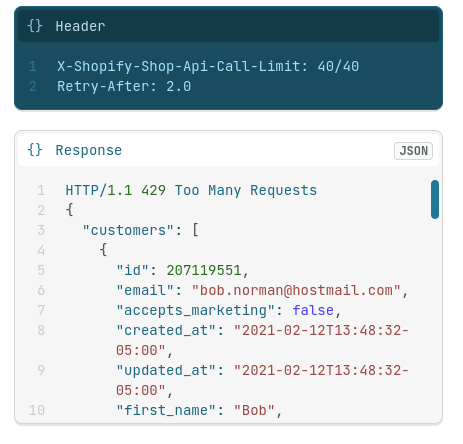 {} Header
1 X-Shopify-Shop-Api-Call-Limit: 40/40
2 Retry-After: 2.0
{} Response JSON
1 HTTP/1.1 429 Too Many Requests
2 {
3 "customers": [
4 {
5 "id": 207119551,
6 "email": "bob.norman@hostmail.com",
7 "accepts_marketing": false,
8 "created_at": "2021-02-12T13:48:32-
05:00",
9 "updated_at": "2021-02-12T13:48:32-
05:00",
10 "first_name": "Bob",